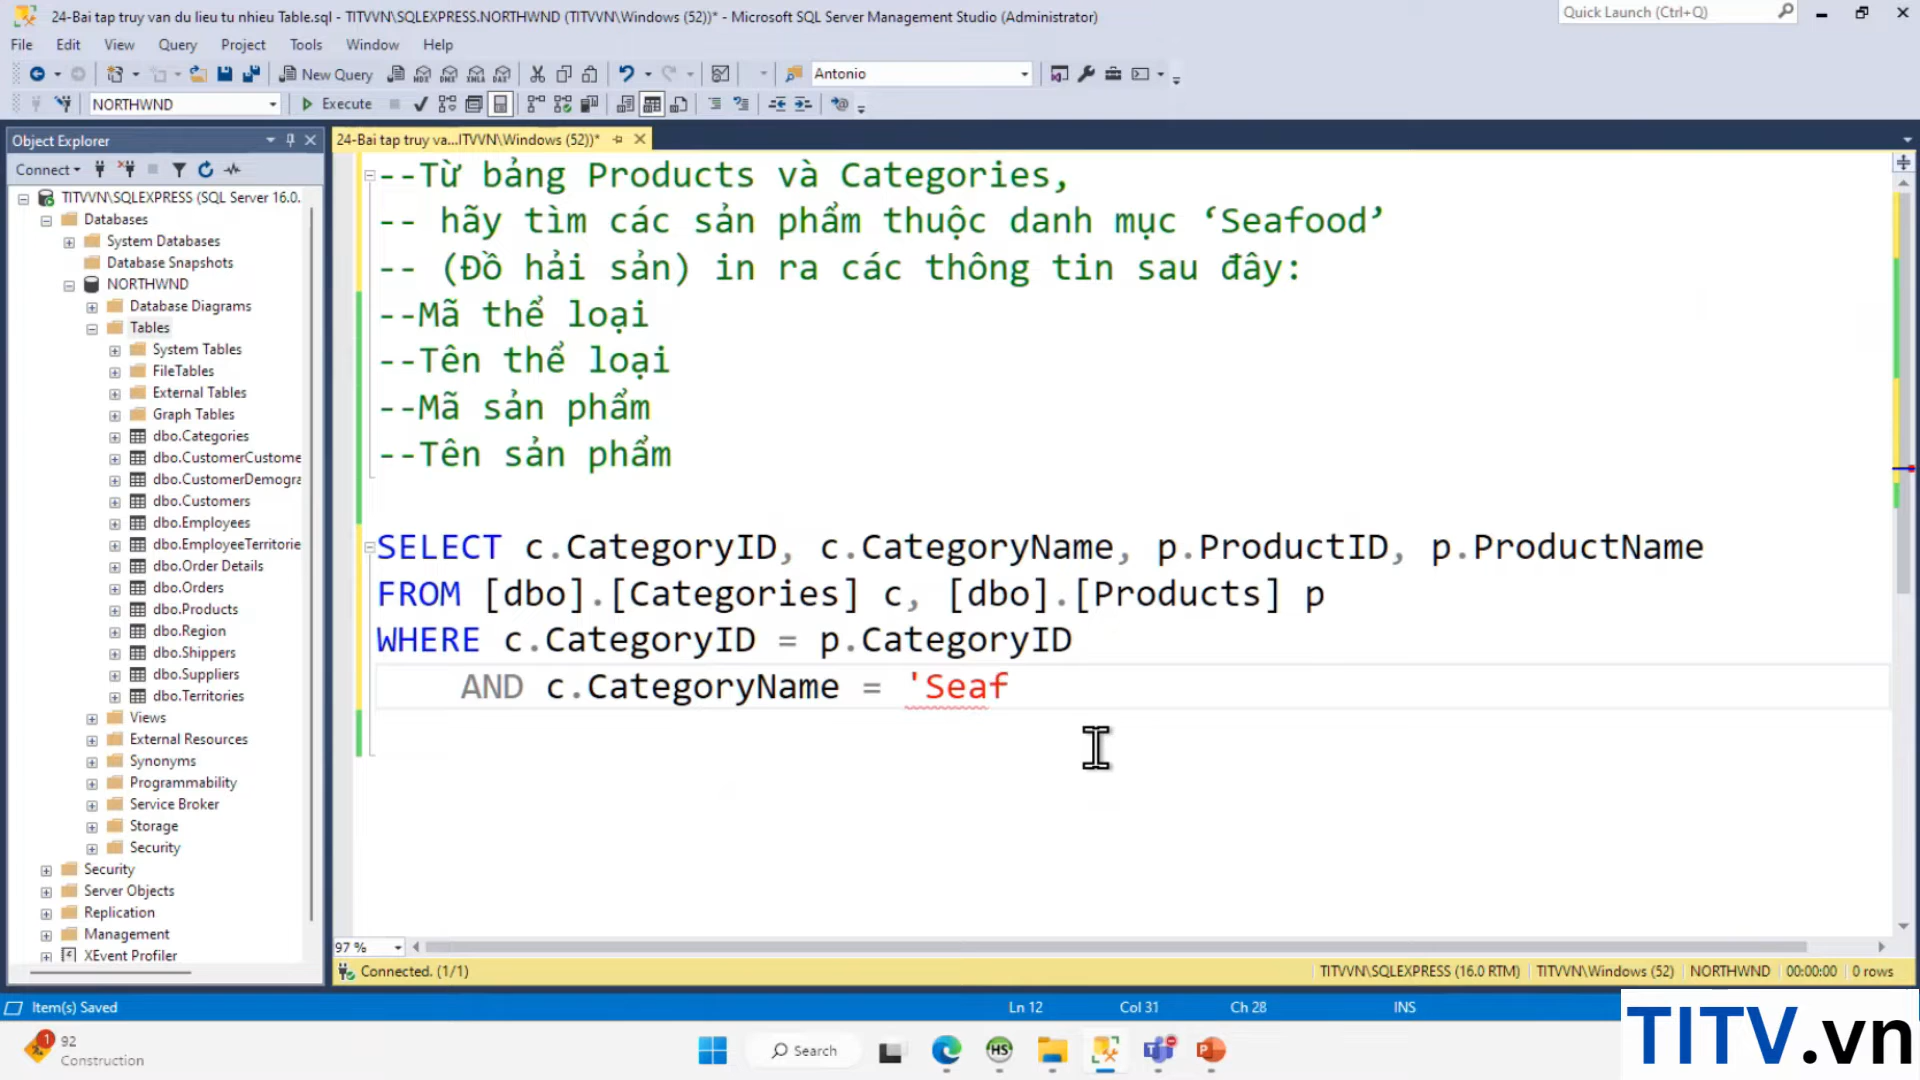 24-Bai tap truy van du lieu tu nhieu Table.sql - TITVVN\SQLEXPRESS.NORTHWND (TITVVN\Windows (52))* - Microsoft SQL Server Management Studio (Administrator)
Quick Launch (Ctrl+Q)
File Edit View Query Project Tools Window Help
New Query
Antonio
NORTHWND
Execute
Object Explorer
24-Bai tap truy va...ITVVN\Windows (52))*
Connect
TITVVN\SQLEXPRESS (SQL Server 16.0.
Databases
System Databases
Database Snapshots
NORTHWND
Database Diagrams
Tables
System Tables
FileTables
External Tables
Graph Tables
dbo.Categories
dbo.CustomerCustome
dbo.CustomerDemogra
dbo.Customers
dbo.Employees
dbo.EmployeeTerritorie
dbo.Order Details
dbo.Orders
dbo.Products
dbo.Region
dbo.Shippers
dbo.Suppliers
dbo.Territories
Views
External Resources
Synonyms
Programmability
Service Broker
Storage
Security
Security
Server Objects
Replication
Management
XEvent Profiler
--Từ bảng Products và Categories,
-- hãy tìm các sản phẩm thuộc danh mục ‘Seafood’
-- (Đồ hải sản) in ra các thông tin sau đây:
--Mã thể loại
--Tên thể loại
--Mã sản phẩm
--Tên sản phẩm
SELECT c.CategoryID, c.CategoryName, p.ProductID, p.ProductName
FROM [dbo].[Categories] c, [dbo].[Products] p
WHERE c.CategoryID = p.CategoryID
AND c.CategoryName = 'Seaf
97 %
Connected. (1/1)
TITVVN\SQLEXPRESS (16.0 RTM) TITVVN\Windows (52) NORTHWND 00:00:00 0 rows
Item(s) Saved
Ln 12 Col 31 Ch 28 INS
1
92
Construction
Search
HS
TITV.vn